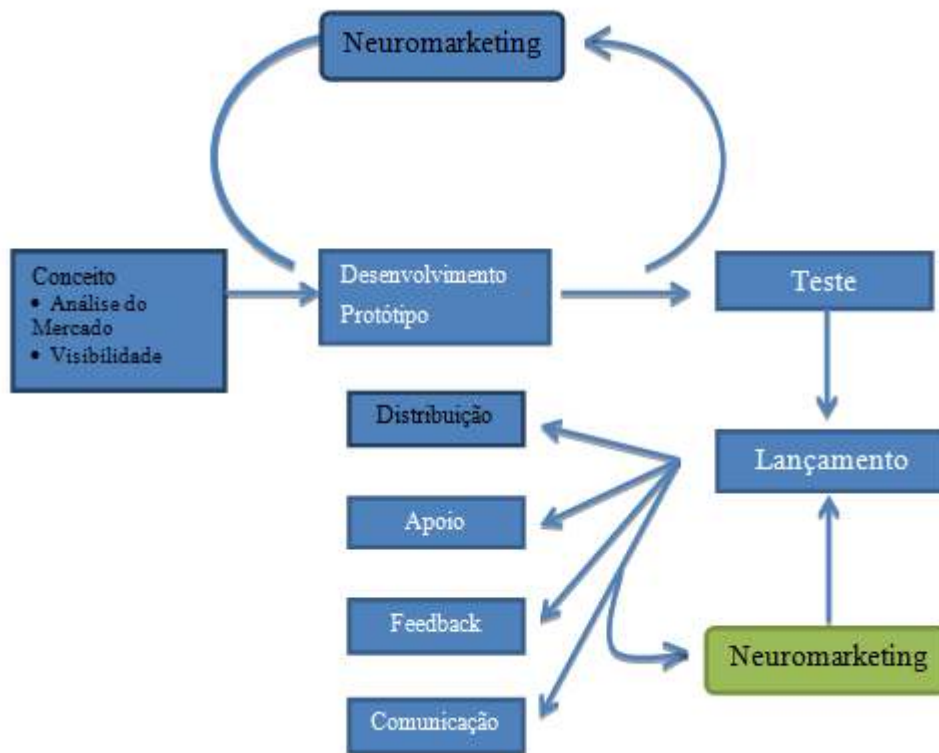 Neuromarketing
Conceito
• Análise do
Mercado
• Visibilidade
Desenvolvimento
Protótipo
Teste
Distribuição
Lançamento
Apoio
Feedback
Neuromarketing
Comunicação